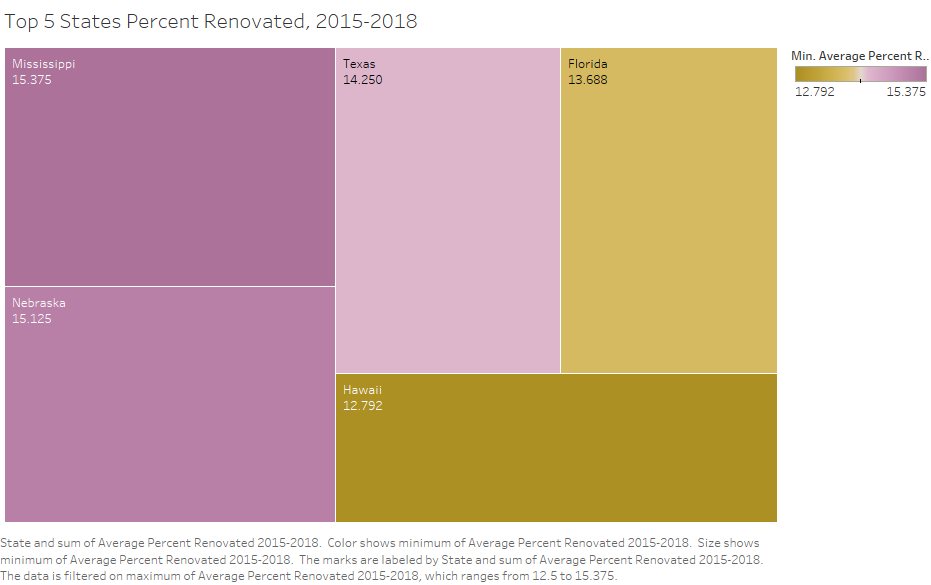 Top 5 States Percent Renovated, 2015-2018
Mississippi
15.375
Texas
14.250
Florida
13.688
Min. Average Percent R..
12.792
15.375
Nebraska
15.125
Hawaii
12.792
State and sum of Average Percent Renovated 2015-2018.  Color shows minimum of Average Percent Renovated 2015-2018.  Size shows
minimum of Average Percent Renovated 2015-2018.  The marks are labeled by State and sum of Average Percent Renovated 2015-2018.
The data is filtered on maximum of Average Percent Renovated 2015-2018, which ranges from 12.5 to 15.375.